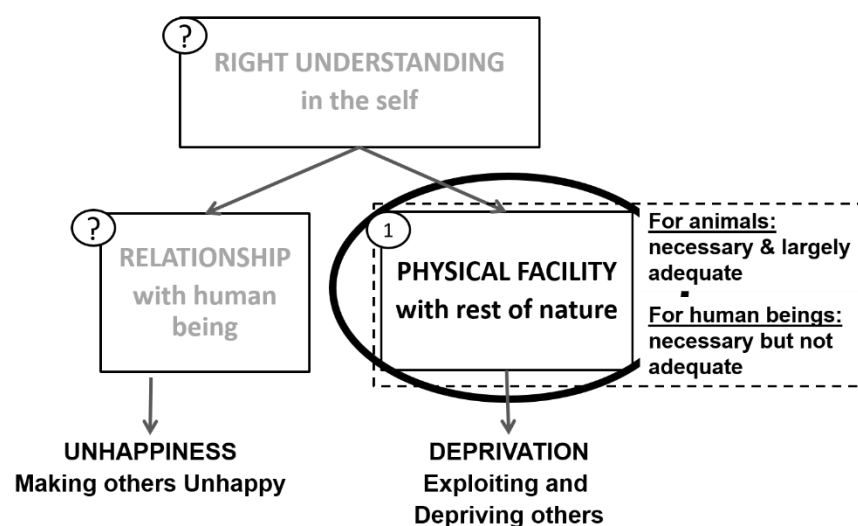 ?
RIGHT UNDERSTANDING
in the self
?
RELATIONSHIP
with human
being
1
PHYSICAL FACILITY
with rest of nature
For animals:
necessary & largely
adequate
For human beings:
necessary but not
adequate
UNHAPPINESS
Making others Unhappy
DEPRIVATION
Exploiting and
Depriving others